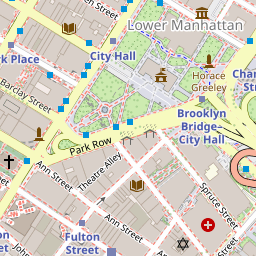 Lower Manhattan
City Hall
Park Place
Horace
Greeley
Barclay Street
Brooklyn
Bridge–
City Hall
Park Row
Ann Street
Theatre Alley
Spruce Street
Ann Street
Fulton
Street